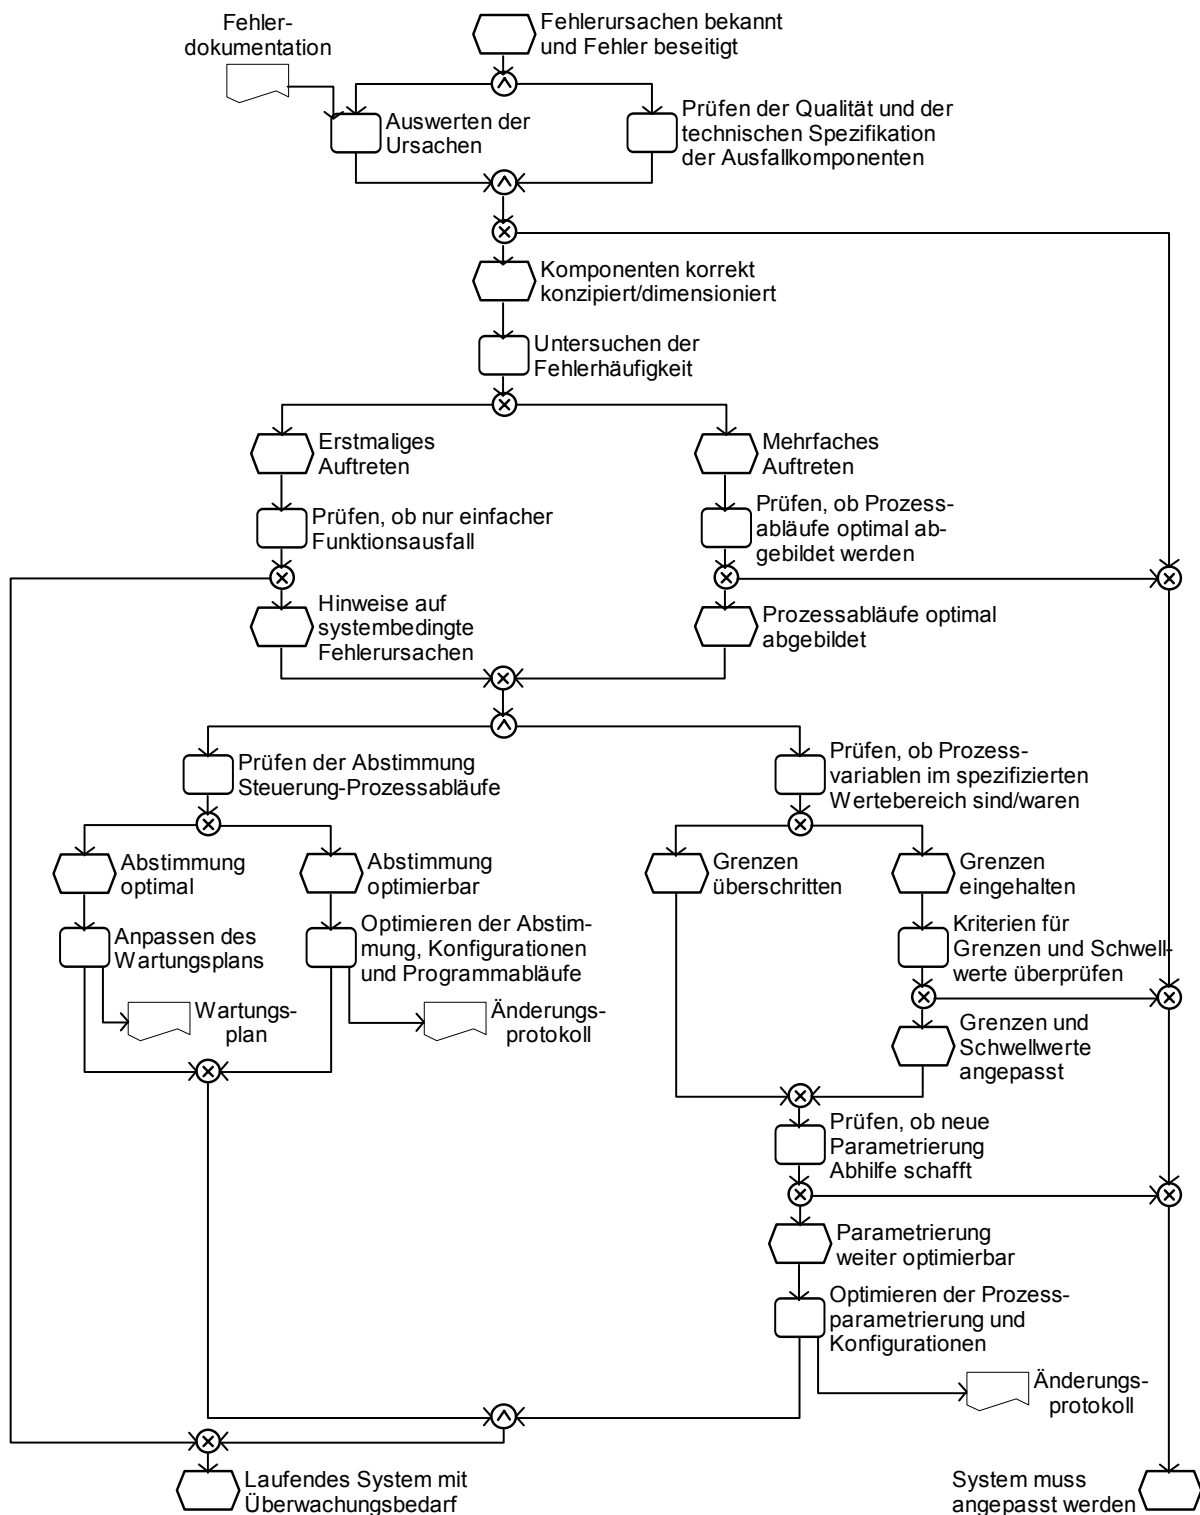 Fehler-
dokumentation
Fehlerursachen bekannt
und Fehler beseitigt
Auswerten der
Ursachen
Prüfen der Qualität und der
technischen Spezifikation
der Ausfallkomponenten
Komponenten korrekt
konzipiert/dimensioniert
Untersuchen der
Fehlerhäufigkeit
Erstmaliges
Auftreten
Mehrfaches
Auftreten
Prüfen, ob nur einfacher
Funktionsausfall
Prüfen, ob Prozess-
abläufe optimal ab-
gebildet werden
Hinweise auf
systembedingte
Fehlerursachen
Prozessabläufe optimal
abgebildet
Prüfen der Abstimmung
Steuerung-Prozessabläufe
Prüfen, ob Prozess-
variablen im spezifizierten
Wertebereich sind/waren
Abstimmung
optimal
Abstimmung
optimierbar
Grenzen
überschritten
Grenzen
eingehalten
Anpassen des
Wartungsplans
Optimieren der Abstim-
mung, Konfigurationen
und Programmabläufe
Kriterien für
Grenzen und Schwell-
werte überprüfen
Wartungs-
plan
Änderungs-
protokoll
Grenzen und
Schwellwerte
angepasst
Prüfen, ob neue
Parametrierung
Abhilfe schafft
Parametrierung
weiter optimierbar
Optimieren der Prozess-
parametrierung und
Konfigurationen
Änderungs-
protokoll
Laufendes System mit
Überwachungsbedarf
System muss
angepasst werden